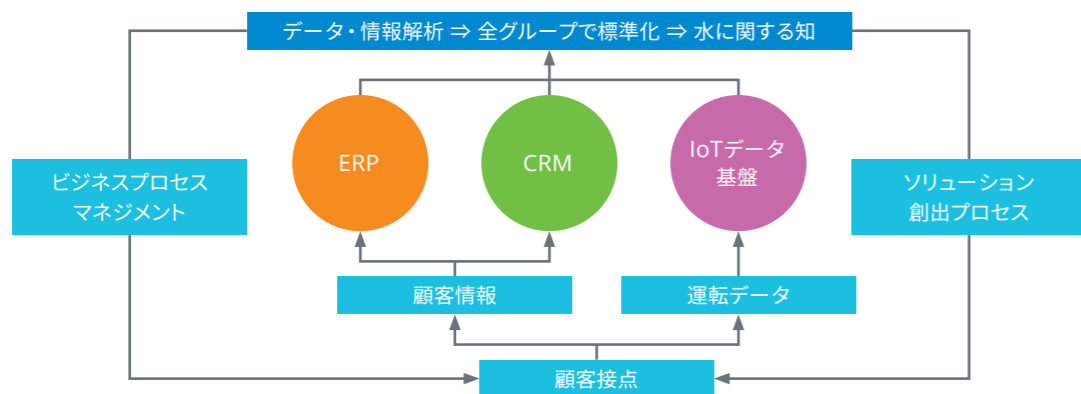 データ・情報解析 ⇒ 全グループで標準化 ⇒ 水に関する知
ERP
CRM
IoTデータ
基盤
ビジネスプロセス
マネジメント
ソリューション
創出プロセス
顧客情報
運転データ
顧客接点